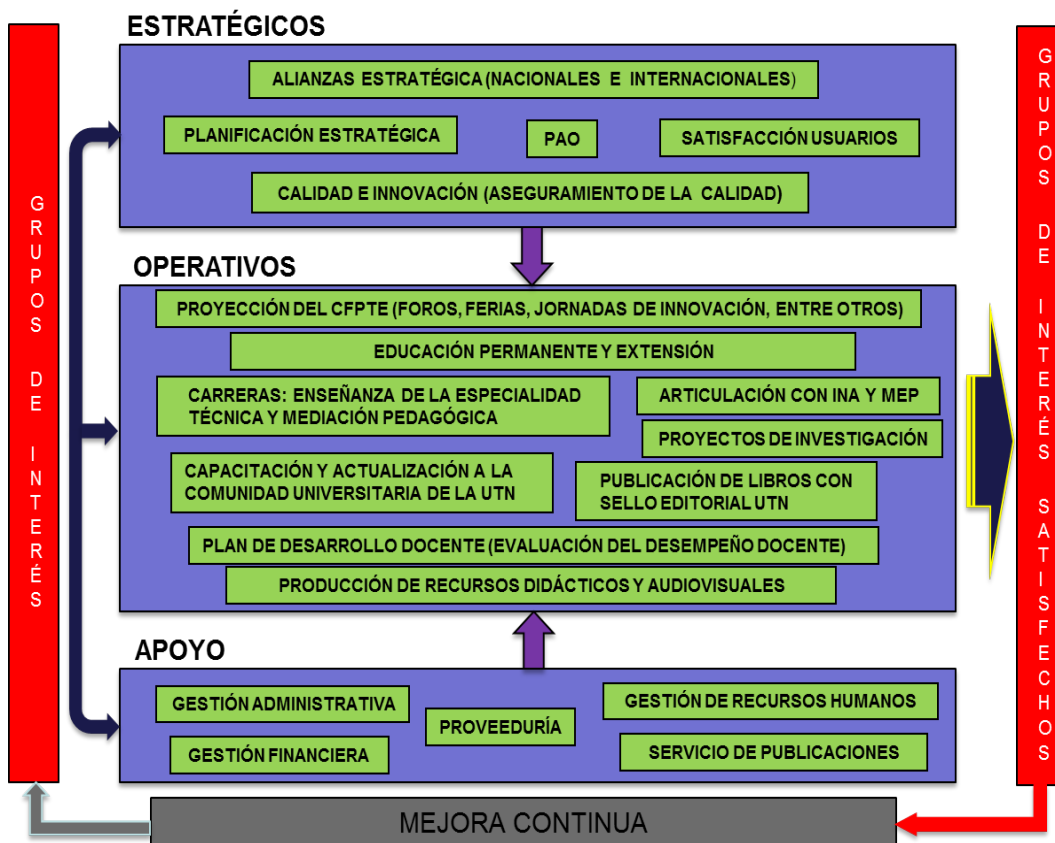 ESTRATÉGICOS
ALIANZAS ESTRATÉGICA (NACIONALES E INTERNACIONALES)
PLANIFICACIÓN ESTRATÉGICA
PAO
SATISFACCIÓN USUARIOS
CALIDAD E INNOVACIÓN (ASEGURAMIENTO DE LA CALIDAD)
GRUPOS DE INTERÉS
OPERATIVOS
PROYECCIÓN DEL CFPTE (FOROS, FERIAS, JORNADAS DE INNOVACIÓN, ENTRE OTROS)
EDUCACIÓN PERMANENTE Y EXTENSIÓN
CARRERAS: ENSEÑANZA DE LA ESPECIALIDAD
TÉCNICA Y MEDIACIÓN PEDAGÓGICA
ARTICULACIÓN CON INA Y MEP
PROYECTOS DE INVESTIGACIÓN
CAPACITACIÓN Y ACTUALIZACIÓN A LA
COMUNIDAD UNIVERSITARIA DE LA UTN
PUBLICACIÓN DE LIBROS CON
SELLO EDITORIAL UTN
PLAN DE DESARROLLO DOCENTE (EVALUACIÓN DEL DESEMPEÑO DOCENTE)
PRODUCCIÓN DE RECURSOS DIDÁCTICOS Y AUDIOVISUALES
APOYO
GESTIÓN ADMINISTRATIVA
PROVEEDURÍA
GESTIÓN DE RECURSOS HUMANOS
GESTIÓN FINANCIERA
SERVICIO DE PUBLICACIONES
GRUPOS DE INTERÉS SATISFECHOS
MEJORA CONTINUA